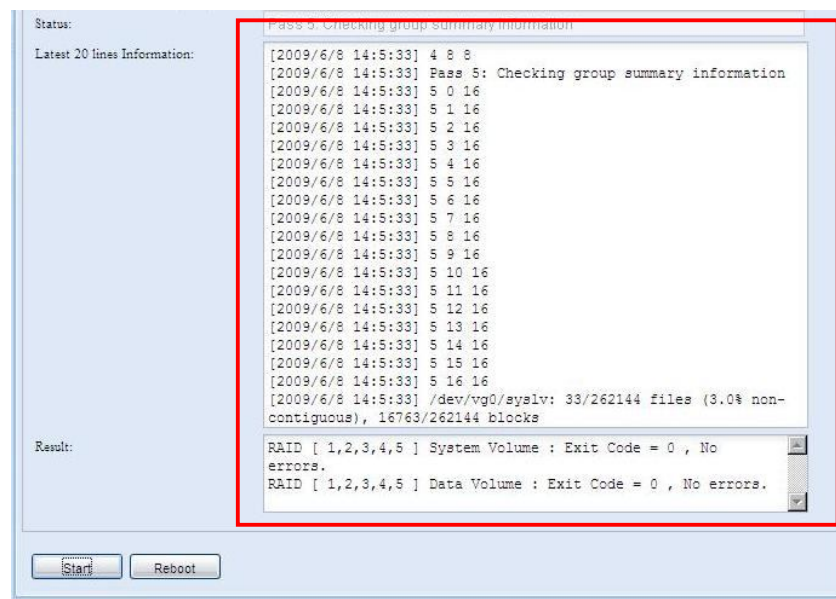 Status:
Pass 5: Checking group summary information
Latest 20 lines Information:
[2009/6/8 14:5:33] 4 8 8
[2009/6/8 14:5:33] Pass 5: Checking group summary information
[2009/6/8 14:5:33] 5 0 16
[2009/6/8 14:5:33] 5 1 16
[2009/6/8 14:5:33] 5 2 16
[2009/6/8 14:5:33] 5 3 16
[2009/6/8 14:5:33] 5 4 16
[2009/6/8 14:5:33] 5 5 16
[2009/6/8 14:5:33] 5 6 16
[2009/6/8 14:5:33] 5 7 16
[2009/6/8 14:5:33] 5 8 16
[2009/6/8 14:5:33] 5 9 16
[2009/6/8 14:5:33] 5 10 16
[2009/6/8 14:5:33] 5 11 16
[2009/6/8 14:5:33] 5 12 16
[2009/6/8 14:5:33] 5 13 16
[2009/6/8 14:5:33] 5 14 16
[2009/6/8 14:5:33] 5 15 16
[2009/6/8 14:5:33] 5 16 16
[2009/6/8 14:5:33] /dev/vg0/syslv: 33/262144 files (3.0% non-
contiguous), 16763/262144 blocks
Result:
RAID [ 1,2,3,4,5 ] System Volume : Exit Code = 0 , No
errors.
RAID [ 1,2,3,4,5 ] Data Volume : Exit Code = 0 , No errors.
Start
Reboot